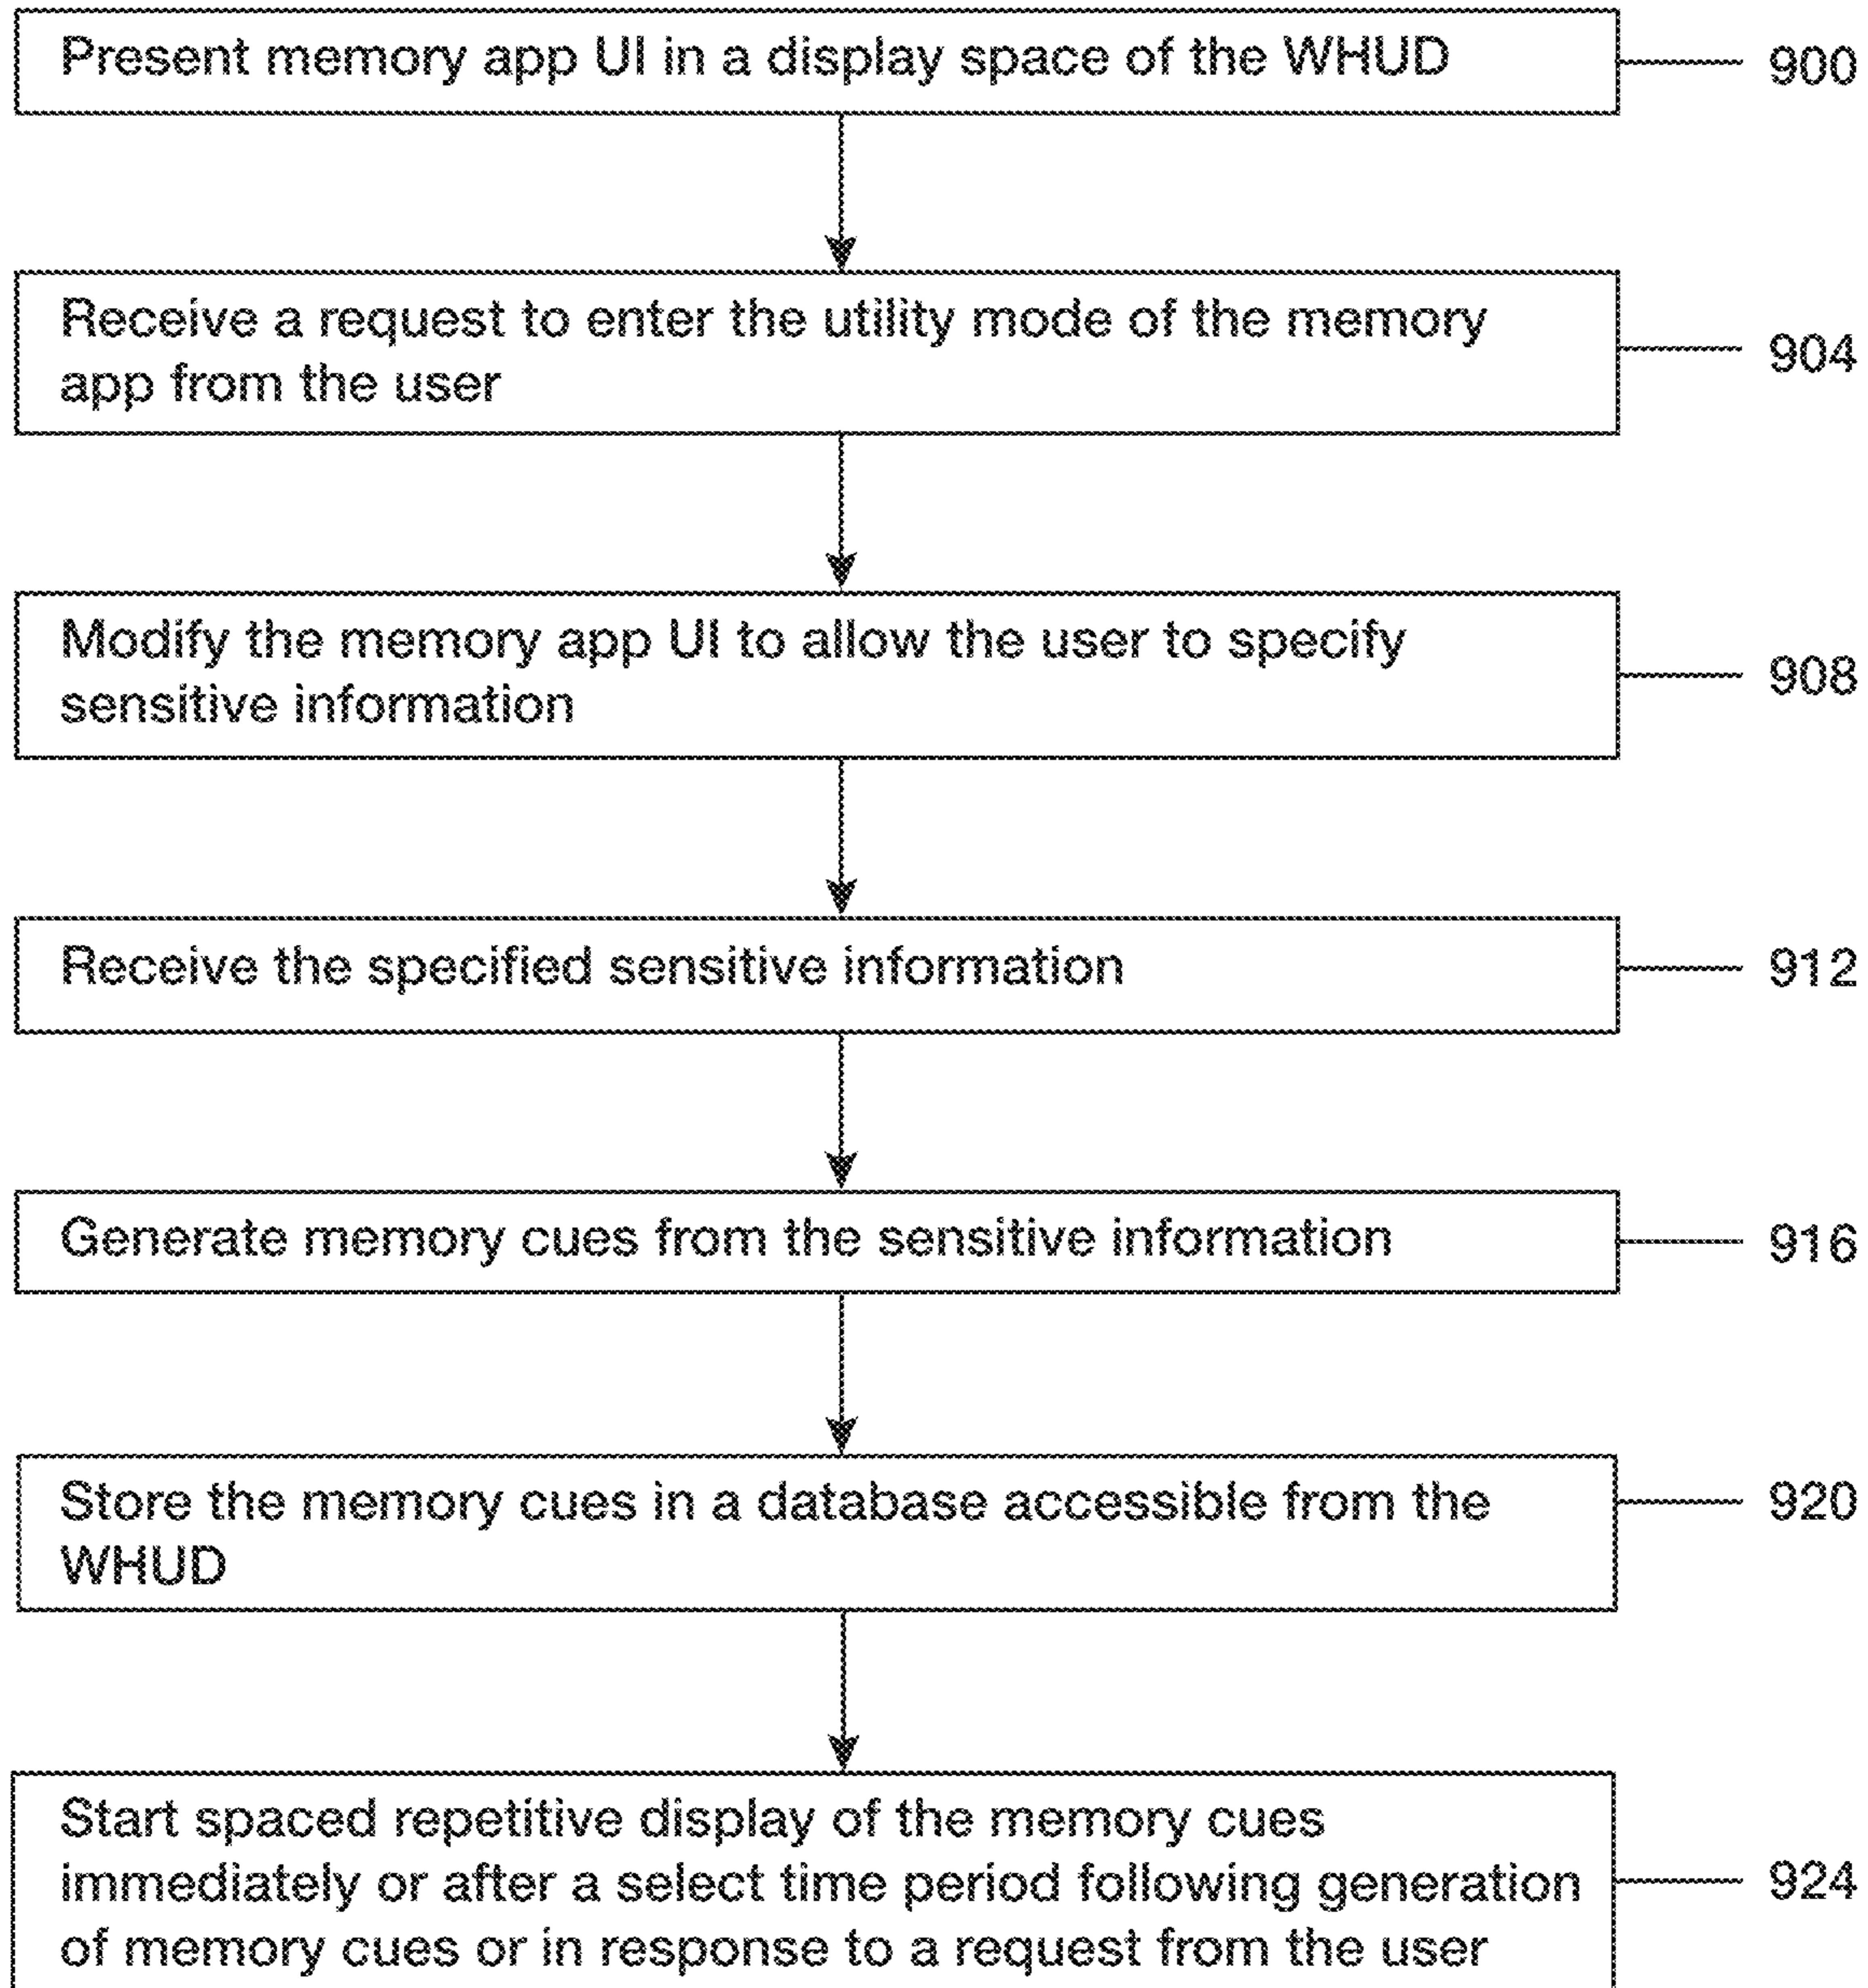 Present memory app UI in a display space of the WHUD
900
Receive a request to enter the utility mode of the memory
app from the user
904
Modify the memory app UI to allow the user to specify
sensitive information
908
Receive the specified sensitive information
912
Generate memory cues from the sensitive information
916
Store the memory cues in a database accessible from the
WHUD
920
Start spaced repetitive display of the memory cues
immediately or after a select time period following generation
of memory cues or in response to a request from the user
924